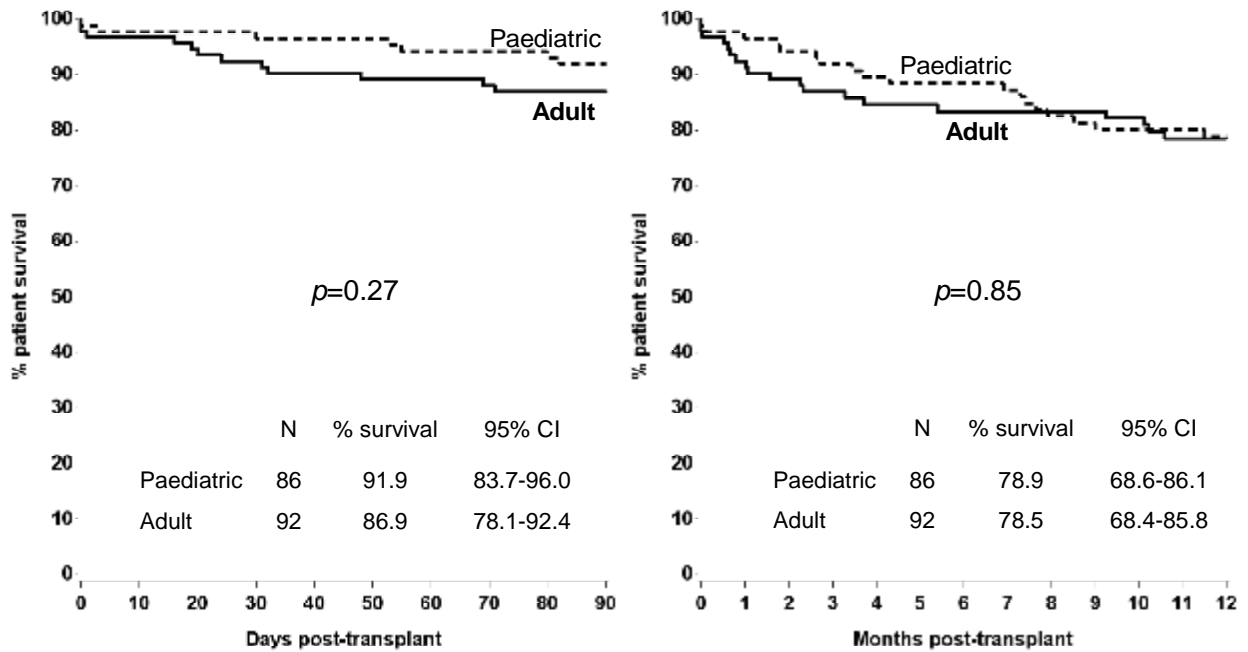 100
90
80
70
60
50
40
30
20
10
0
% patient survival
Paediatric
Adult
p=0.27
N % survival 95% CI
Paediatric 86 91.9 83.7-96.0
Adult 92 86.9 78.1-92.4
0 10 20 30 40 50 60 70 80 90
Days post-transplant
100
90
80
70
60
50
40
30
20
10
0
% patient survival
Paediatric
Adult
p=0.85
N % survival 95% CI
Paediatric 86 78.9 68.6-86.1
Adult 92 78.5 68.4-85.8
0 1 2 3 4 5 6 7 8 9 10 11 12
Months post-transplant